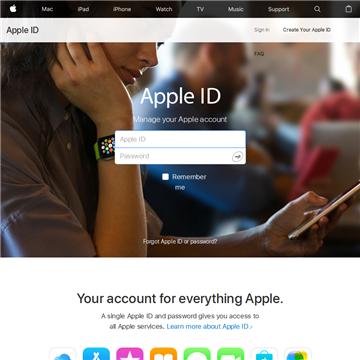 Mac iPad iPhone Watch TV Music Support
Apple ID
Sign In Create Your Apple ID
FAQ
Apple ID
Manage your Apple account
Apple ID
Password
Remember
me
Forgot Apple ID or password?
Your account for everything Apple.
A single Apple ID and password gives you access to
all Apple services. Learn more about Apple ID ›